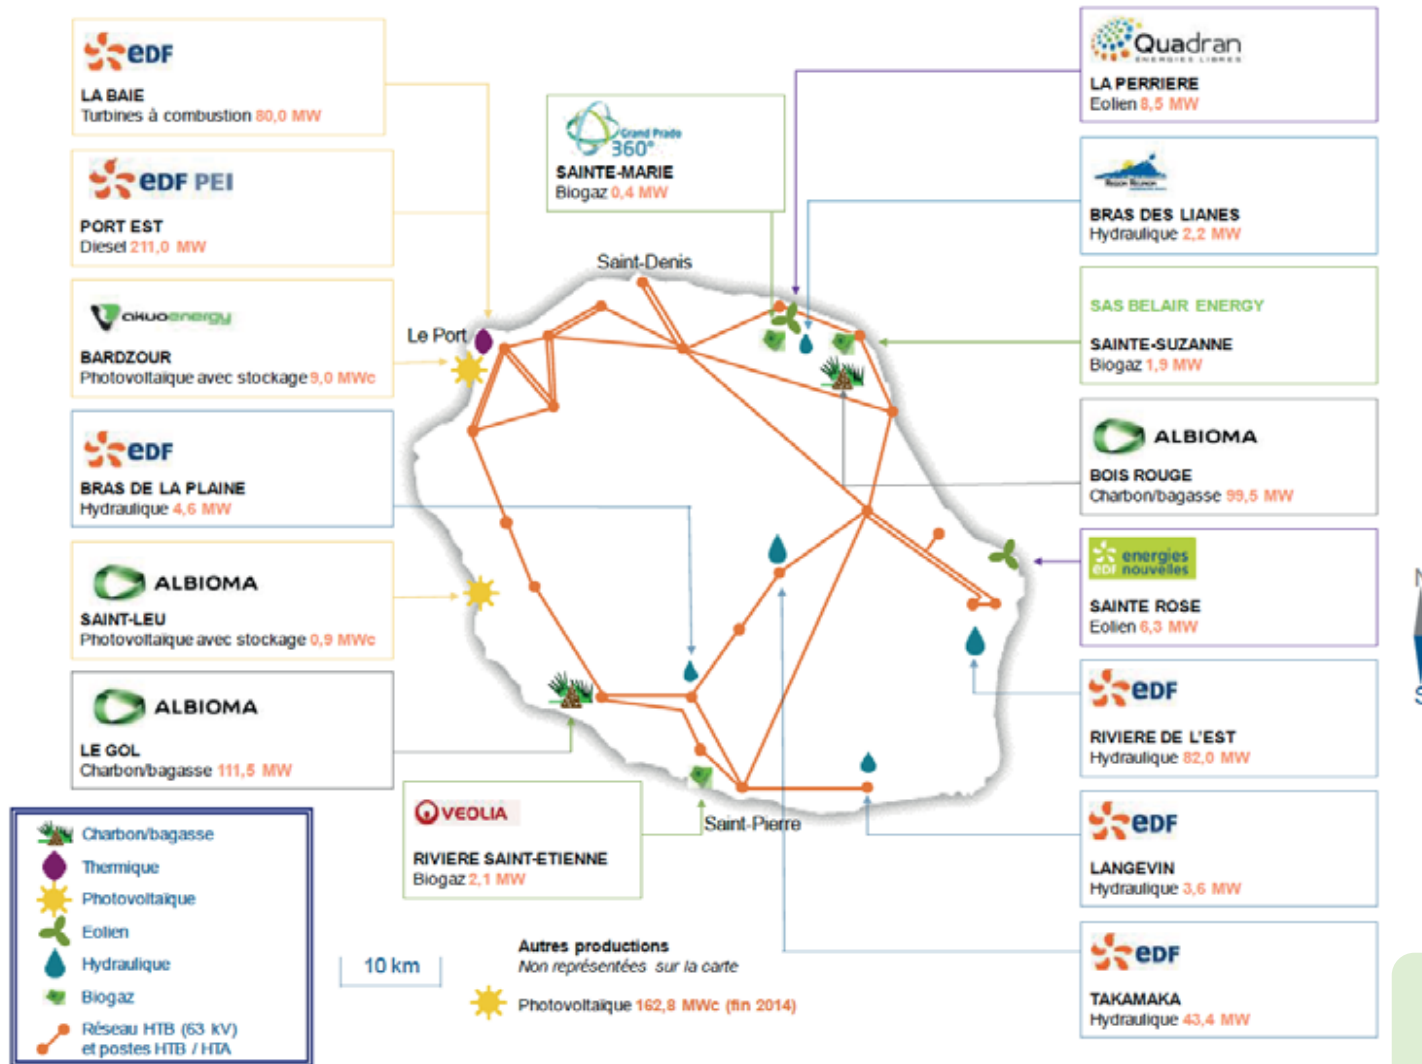 eDF
LA BAIE
Turbines à combustion 80,0 MW
eDF PEI
PORT EST
Diesel 211,0 MW
akuoenergy
BARDZOUR
Photovoltaïque avec stockage 9,0 MWc
eDF
BRAS DE LA PLAINE
Hydraulique 4,6 MW
ALBIOMA
SAINT-LEU
Photovoltaïque avec stockage 0,9 MWc
ALBIOMA
LE GOL
Charbon/bagasse 111,5 MW
Grand Prado
360°
SAINTE-MARIE
Biogaz 0,4 MW
Saint-Denis
Le Port
Saint-Pierre
VEOLIA
RIVIERE SAINT-ETIENNE
Biogaz 2,1 MW
Quadran
ENERGIES LIBRES
LA PERRIERE
Eolien 8,5 MW
REGION REUNION
BRAS DES LIANES
Hydraulique 2,2 MW
SAS BELAIR ENERGY
SAINTE-SUZANNE
Biogaz 1,9 MW
ALBIOMA
BOIS ROUGE
Charbon/bagasse 99,5 MW
eDF energies
nouvelles
SAINTE ROSE
Eolien 6,3 MW
eDF
RIVIERE DE L'EST
Hydraulique 82,0 MW
eDF
LANGEVIN
Hydraulique 3,6 MW
eDF
TAKAMAKA
Hydraulique 43,4 MW
N
S
Charbon/bagasse
Thermique
Photovoltaïque
Eolien
Hydraulique
Biogaz
Réseau HTB (63 kV)
et postes HTB / HTA
10 km
Autres productions
Non représentées sur la carte
Photovoltaïque 162,8 MWc (fin 2014)